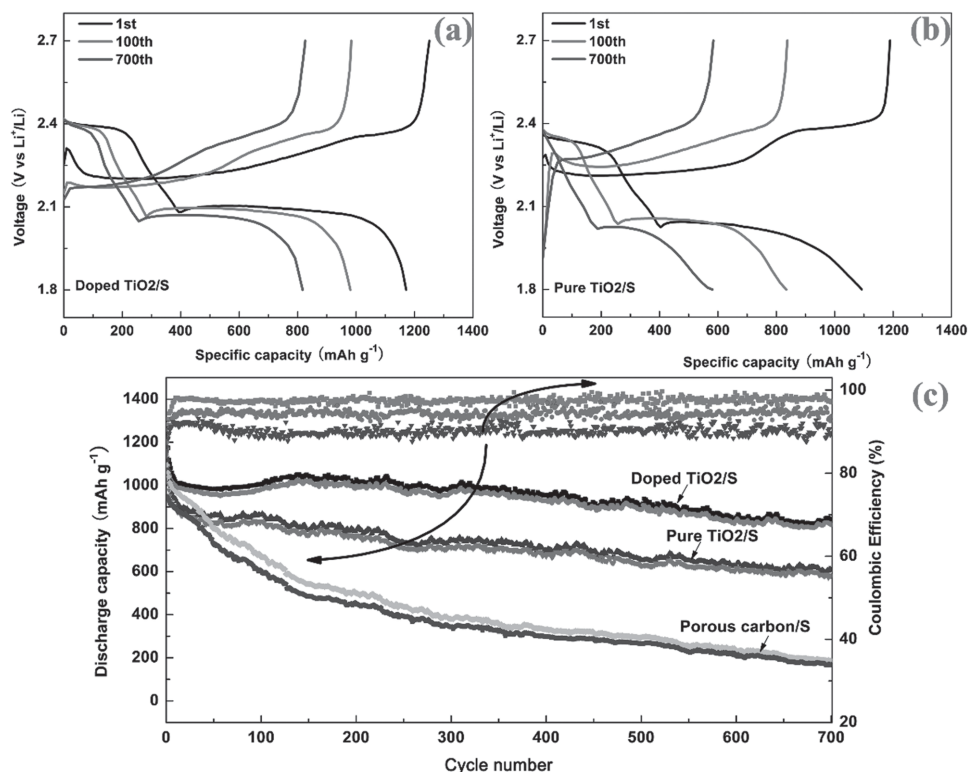 1st
100th
700th
(a)
2.7
2.4
2.1
1.8
Voltage (V vs Li⁺/Li)
Doped TiO2/S
0 200 400 600 800 1000 1200 1400
Specific capacity (mAh g⁻¹)
1st
100th
700th
(b)
2.7
2.4
2.1
1.8
Voltage (V vs Li⁺/Li)
Pure TiO2/S
0 200 400 600 800 1000 1200 1400
Specific capacity (mAh g⁻¹)
(c)
1400
1200
1000
800
600
400
200
0
Discharge capacity (mAh g⁻¹)
Doped TiO2/S
Pure TiO2/S
Porous carbon/S
100
80
60
40
20
Coulombic Efficiency (%)
0 100 200 300 400 500 600 700
Cycle number